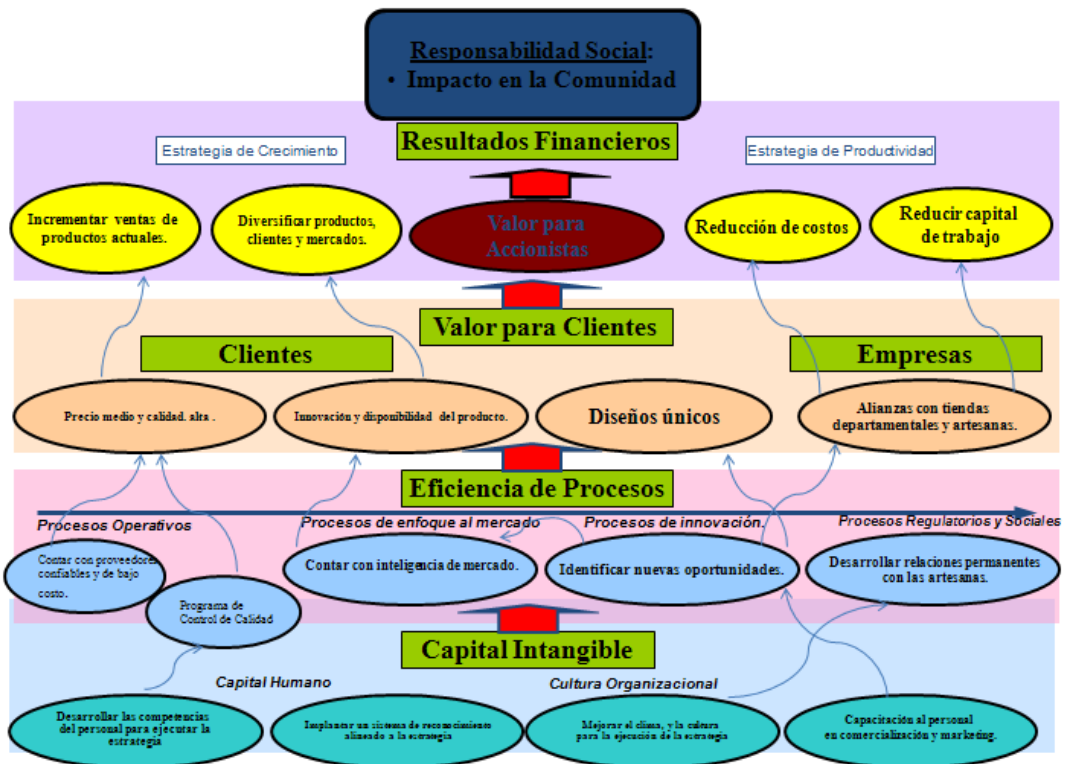 Responsabilidad Social:
• Impacto en la Comunidad
Resultados Financieros
Estrategia de Crecimiento
Estrategia de Productividad
Incrementar ventas de
productos actuales.
Diversificar productos,
clientes y mercados.
Valor para
Accionistas
Reducción de costos
Reducir capital
de trabajo
Valor para Clientes
Clientes
Empresas
Precio medio y calidad. alta .
Innovación y disponibilidad del producto.
Diseños únicos
Alianzas con tiendas
departamentales y artesanas.
Eficiencia de Procesos
Procesos Operativos
Procesos de enfoque al mercado
Procesos de innovación.
Procesos Regulatorios y Sociales
Contar con proveedores
confiables y de bajo
costo.
Contar con inteligencia de mercado.
Identificar nuevas oportunidades.
Desarrollar relaciones permanentes
con las artesanas.
Programa de
Control de Calidad
Capital Intangible
Capital Humano
Cultura Organizacional
Desarrollar las competencias
del personal para ejecutar la
estrategia
Implantar un sistema de reconocimiento
alineado a la estrategia
Mejorar el clima, y la cultura
para la ejecución de la estrategia
Capacitación al personal
en comercialización y marketing.